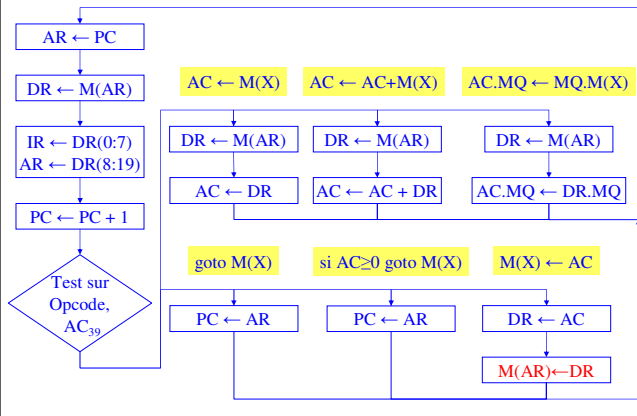 AR ← PC
DR ← M(AR)
IR ← DR(0:7)
AR ← DR(8:19)
PC ← PC + 1
Test sur
Opcode,
AC₃₉
AC ← M(X)
AC ← AC+M(X)
AC.MQ ← MQ.M(X)
DR ← M(AR)
DR ← M(AR)
DR ← M(AR)
AC ← DR
AC ← AC + DR
AC.MQ ← DR.MQ
goto M(X)
si AC≥0 goto M(X)
M(X) ← AC
PC ← AR
PC ← AR
DR ← AC
M(AR)←DR